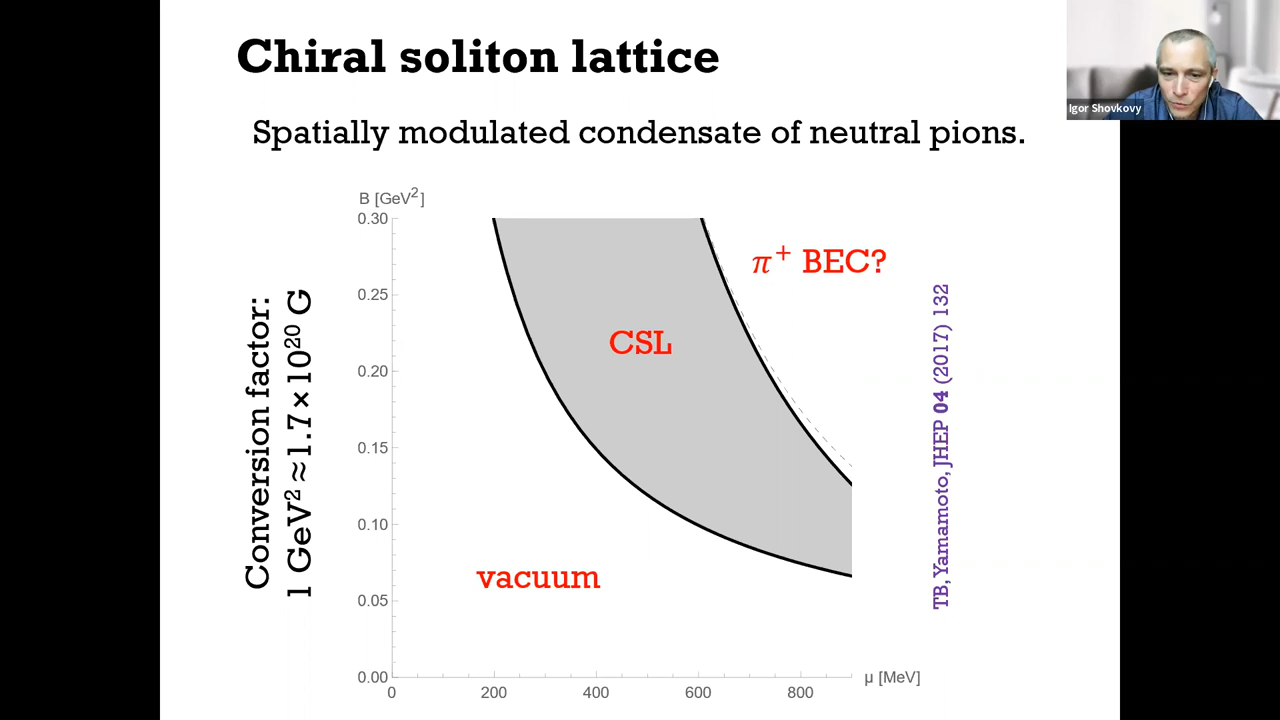 Chiral soliton lattice
Igor Shovkovy
Spatially modulated condensate of neutral pions.
B [GeV²]
0.30
0.25
0.20
0.15
0.10
0.05
0.00
0
200
400
600
800
μ [MeV]
π⁺ BEC?
CSL
vacuum
Conversion factor:
1 GeV² ≈ 1.7 × 10²⁰ G
TB, Yamamoto, JHEP 04 (2017) 132